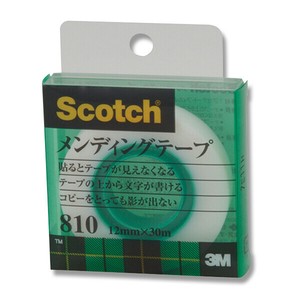 Scotch
メンディングテープ
貼るとテープが見えなくなる
テープの上から文字が書ける
コピーをとっても影が出ない
810 12mm×30m
TM
3M